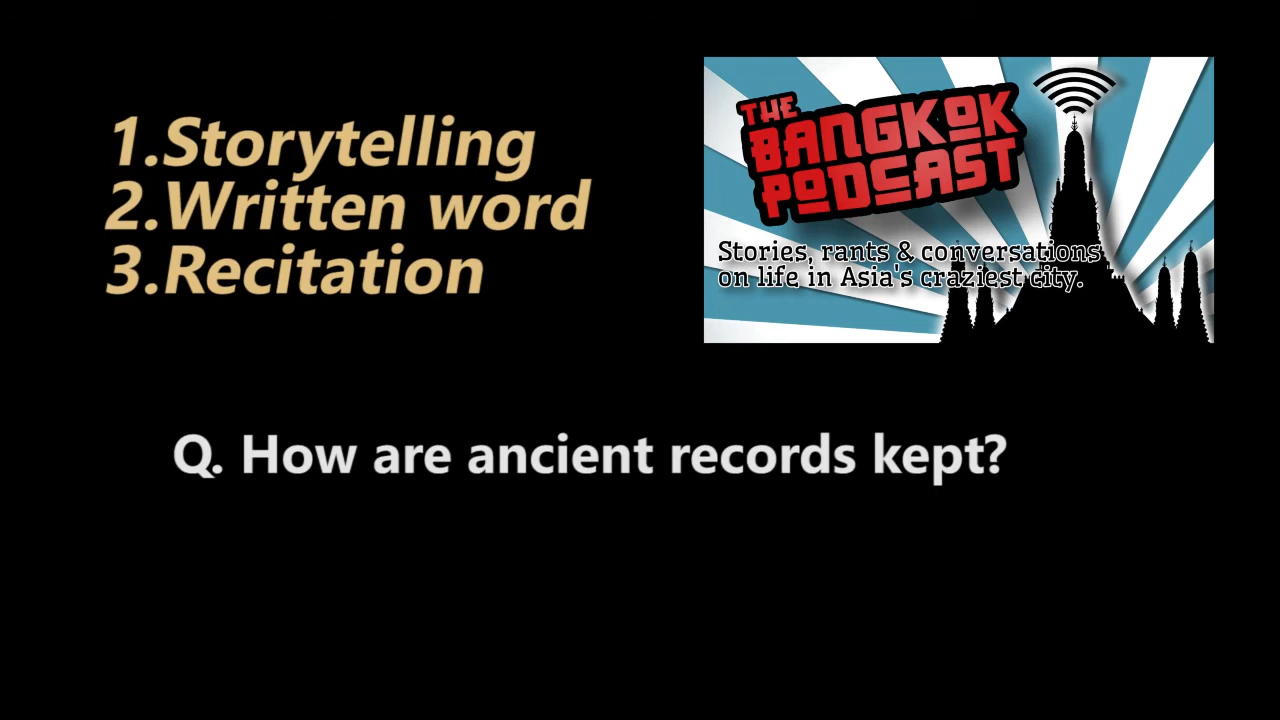 1.Storytelling
2.Written word
3.Recitation
THE
BANGKOK
PODCAST
Stories, rants & conversations
on life in Asia's craziest city.
Q. How are ancient records kept?